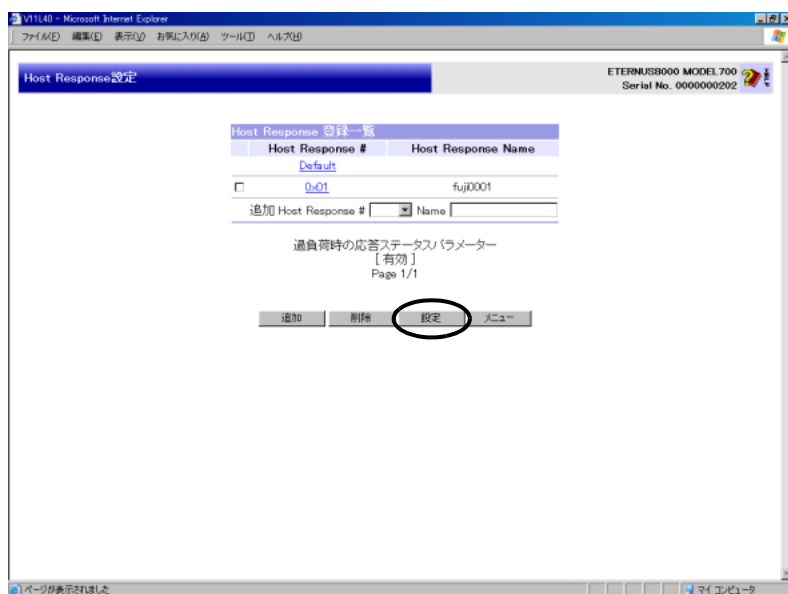 V11L40 - Microsoft Internet Explorer
ファイル(F) 編集(E) 表示(V) お気に入り(A) ツール(T) ヘルプ(H)
Host Response設定
ETERNUS8000 MODEL700
Serial No. 0000000202
Host Response 登録一覧
Host Response # Host Response Name
Default
0x01 fuji0001
追加 Host Response # Name
過負荷時の応答ステータスパラメーター
[ 有効 ]
Page 1/1
追加 削除 設定 メニュー
ページが表示されました マイ コンピュータ